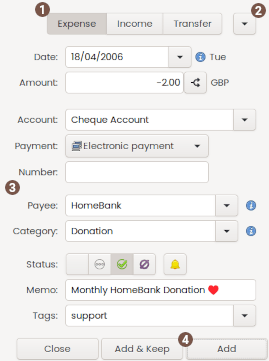 1 2
Expense Income Transfer
Date: 18/04/2006 Tue
Amount: -2.00 GBP
Account: Cheque Account
Payment: Electronic payment
Number:
3
Payee: HomeBank
Category: Donation
Status:
Memo: Monthly HomeBank Donation ❤
Tags: support
4
Close Add & Keep Add